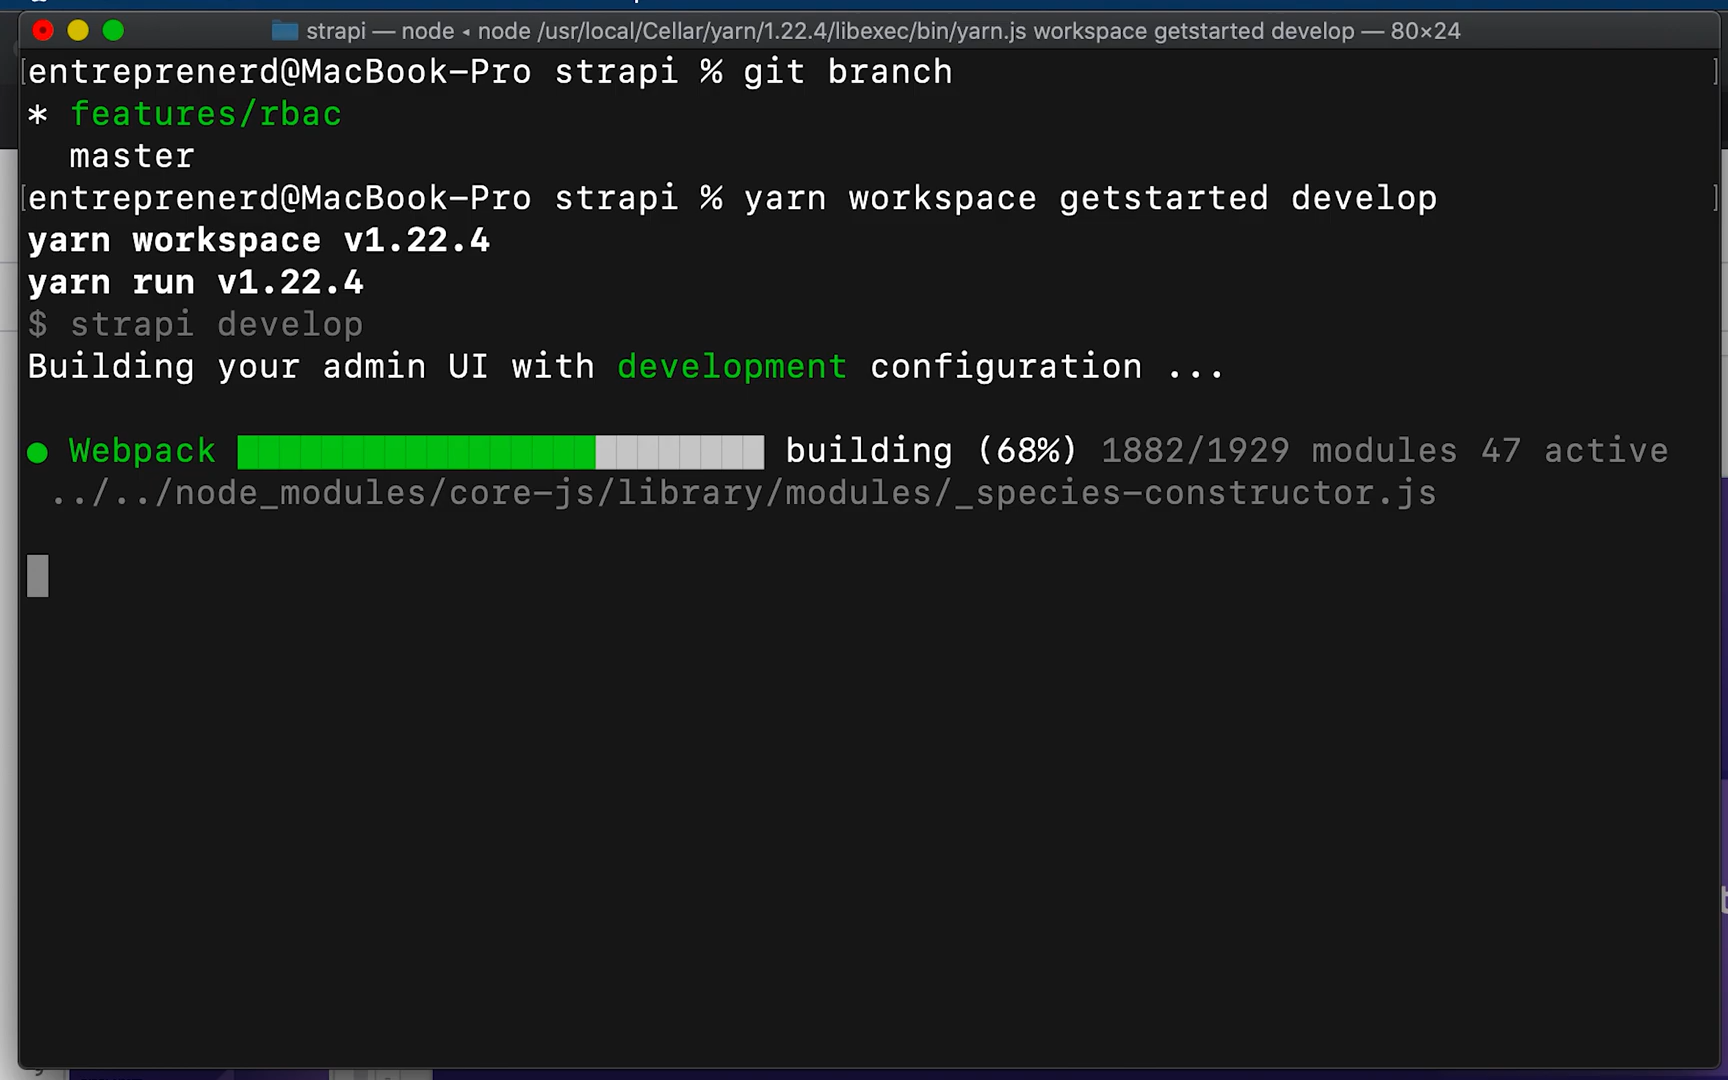 strapi — node ◂ node /usr/local/Cellar/yarn/1.22.4/libexec/bin/yarn.js workspace getstarted develop — 80×24
[entreprenerd@MacBook-Pro strapi % git branch ]
* features/rbac
master
[entreprenerd@MacBook-Pro strapi % yarn workspace getstarted develop ]
yarn workspace v1.22.4
yarn run v1.22.4
$ strapi develop
Building your admin UI with development configuration ...
● Webpack building (68%) 1882/1929 modules 47 active
../../node_modules/core-js/library/modules/_species-constructor.js